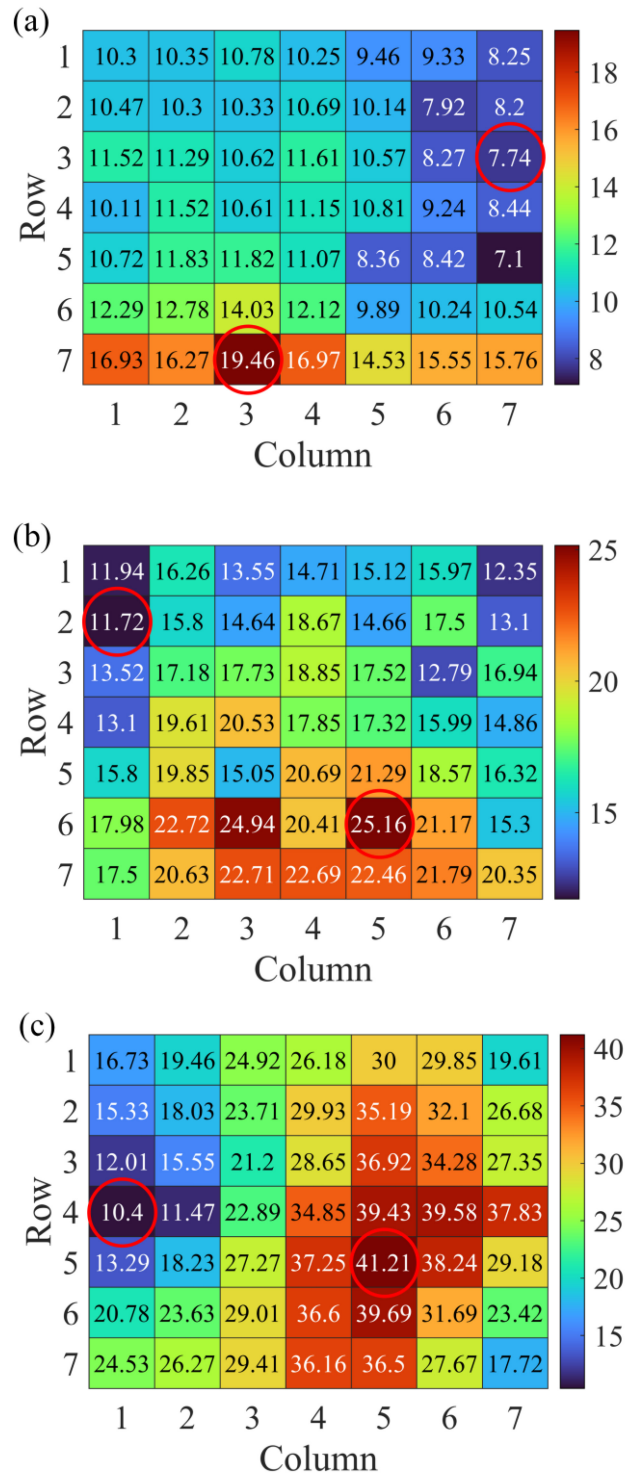 (a)
1 10.3 10.35 10.78 10.25 9.46 9.33 8.25
2 10.47 10.3 10.33 10.69 10.14 7.92 8.2
3 11.52 11.29 10.62 11.61 10.57 8.27 7.74
4 10.11 11.52 10.61 11.15 10.81 9.24 8.44
5 10.72 11.83 11.82 11.07 8.36 8.42 7.1
6 12.29 12.78 14.03 12.12 9.89 10.24 10.54
7 16.93 16.27 19.46 16.97 14.53 15.55 15.76
1 2 3 4 5 6 7
Column
Row
18
16
14
12
10
8
(b)
1 11.94 16.26 13.55 14.71 15.12 15.97 12.35
2 11.72 15.8 14.64 18.67 14.66 17.5 13.1
3 13.52 17.18 17.73 18.85 17.52 12.79 16.94
4 13.1 19.61 20.53 17.85 17.32 15.99 14.86
5 15.8 19.85 15.05 20.69 21.29 18.57 16.32
6 17.98 22.72 24.94 20.41 25.16 21.17 15.3
7 17.5 20.63 22.71 22.69 22.46 21.79 20.35
1 2 3 4 5 6 7
Column
Row
25
20
15
(c)
1 16.73 19.46 24.92 26.18 30 29.85 19.61
2 15.33 18.03 23.71 29.93 35.19 32.1 26.68
3 12.01 15.55 21.2 28.65 36.92 34.28 27.35
4 10.4 11.47 22.89 34.85 39.43 39.58 37.83
5 13.29 18.23 27.27 37.25 41.21 38.24 29.18
6 20.78 23.63 29.01 36.6 39.69 31.69 23.42
7 24.53 26.27 29.41 36.16 36.5 27.67 17.72
1 2 3 4 5 6 7
Column
Row
40
35
30
25
20
15